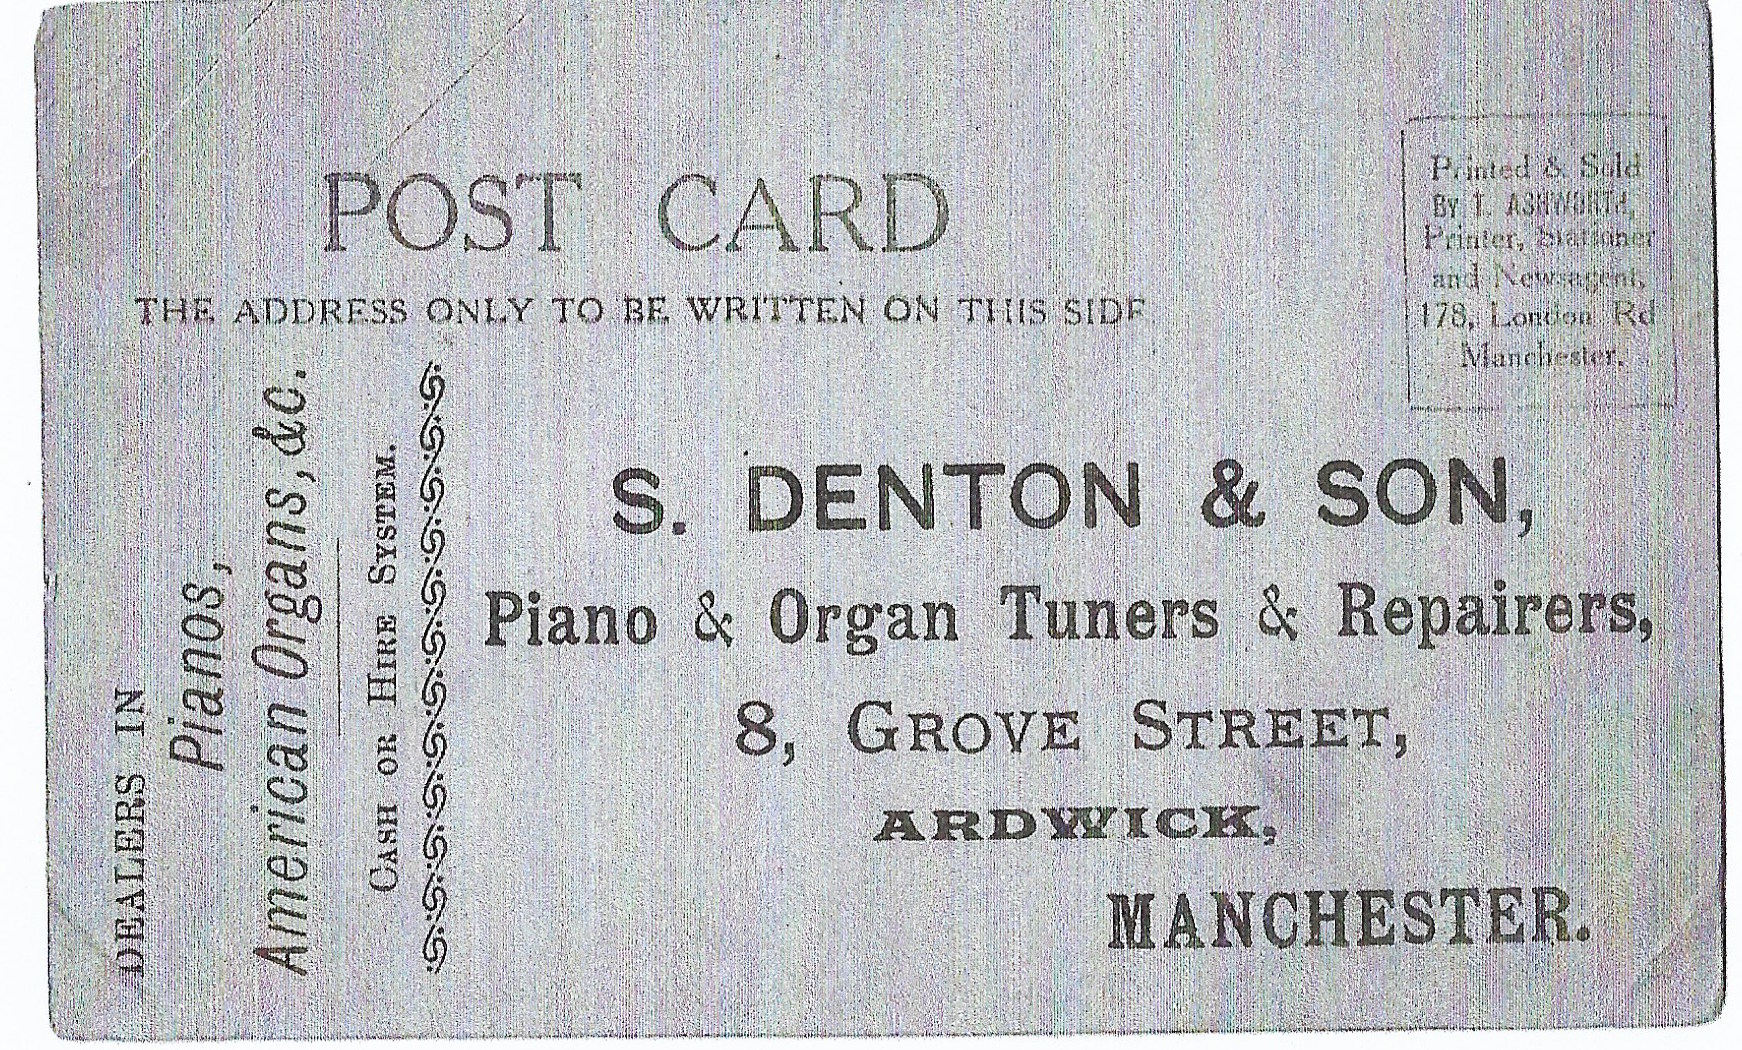 POST CARD
THE ADDRESS ONLY TO BE WRITTEN ON THIS SIDE
Printed & Sold
BY T. ASHWORTH,
Printer, Stationer
and Newsagent,
178, London Rd
Manchester.
DEALERS IN
Pianos,
American Organs, &c.
CASH OR HIRE SYSTEM.
S. DENTON & SON,
Piano & Organ Tuners & Repairers,
8, GROVE STREET,
ARDWICK,
MANCHESTER.